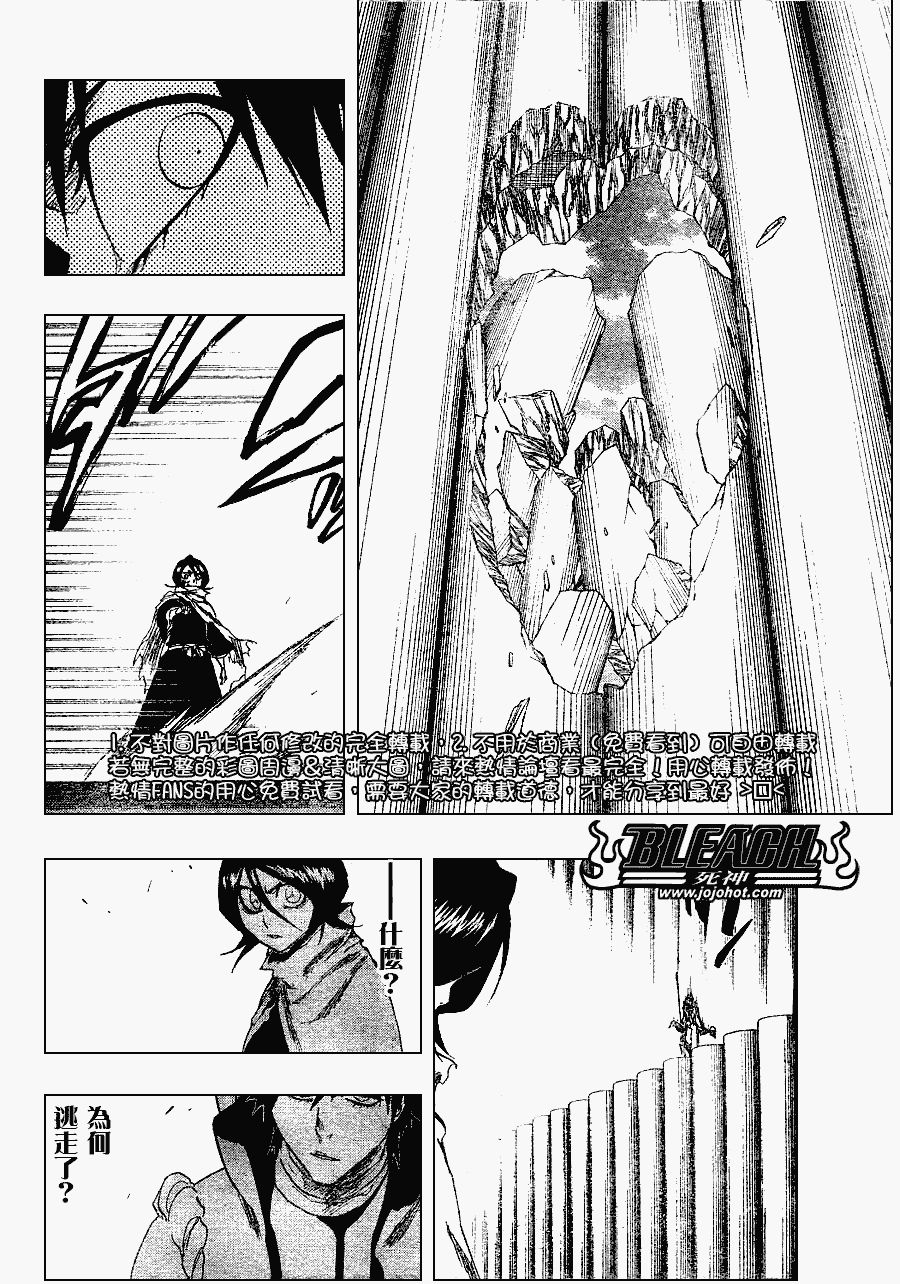 1. 不對圖片作任何修改的完全轉載，2. 不用於商業（免費看到）可自由轉載
若無完整的彩圖周漫&清晰大圖，請來熱情論壇看最完全！用心轉載發佈！
熱情FANS的用心免費試看，需要大家的轉載道德，才能分享到最好 >口<
BLEACH
死神
www.jojohot.com
──什麼？
為何
逃走了？